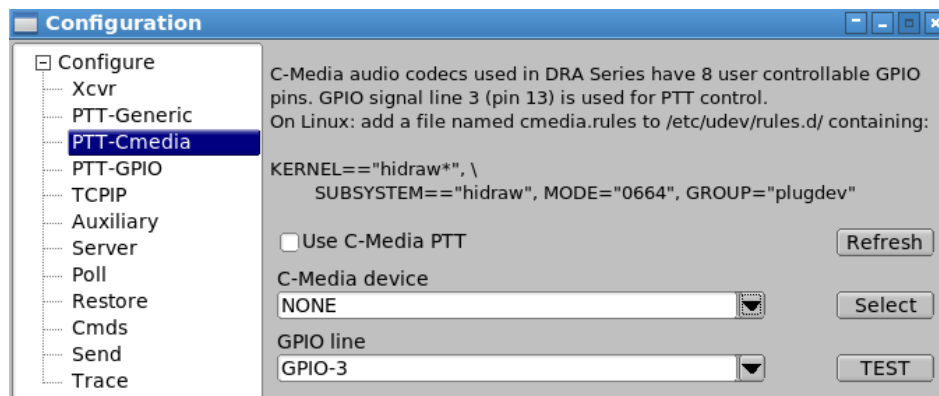 Configuration
Configure
Xcvr
PTT-Generic
PTT-Cmedia
PTT-GPIO
TCPIP
Auxiliary
Server
Poll
Restore
Cmds
Send
Trace
C-Media audio codecs used in DRA Series have 8 user controllable GPIO
pins. GPIO signal line 3 (pin 13) is used for PTT control.
On Linux: add a file named cmedia.rules to /etc/udev/rules.d/ containing:
KERNEL=="hidraw*", \
SUBSYSTEM=="hidraw", MODE="0664", GROUP="plugdev"
Use C-Media PTT
Refresh
C-Media device
NONE
Select
GPIO line
GPIO-3
TEST